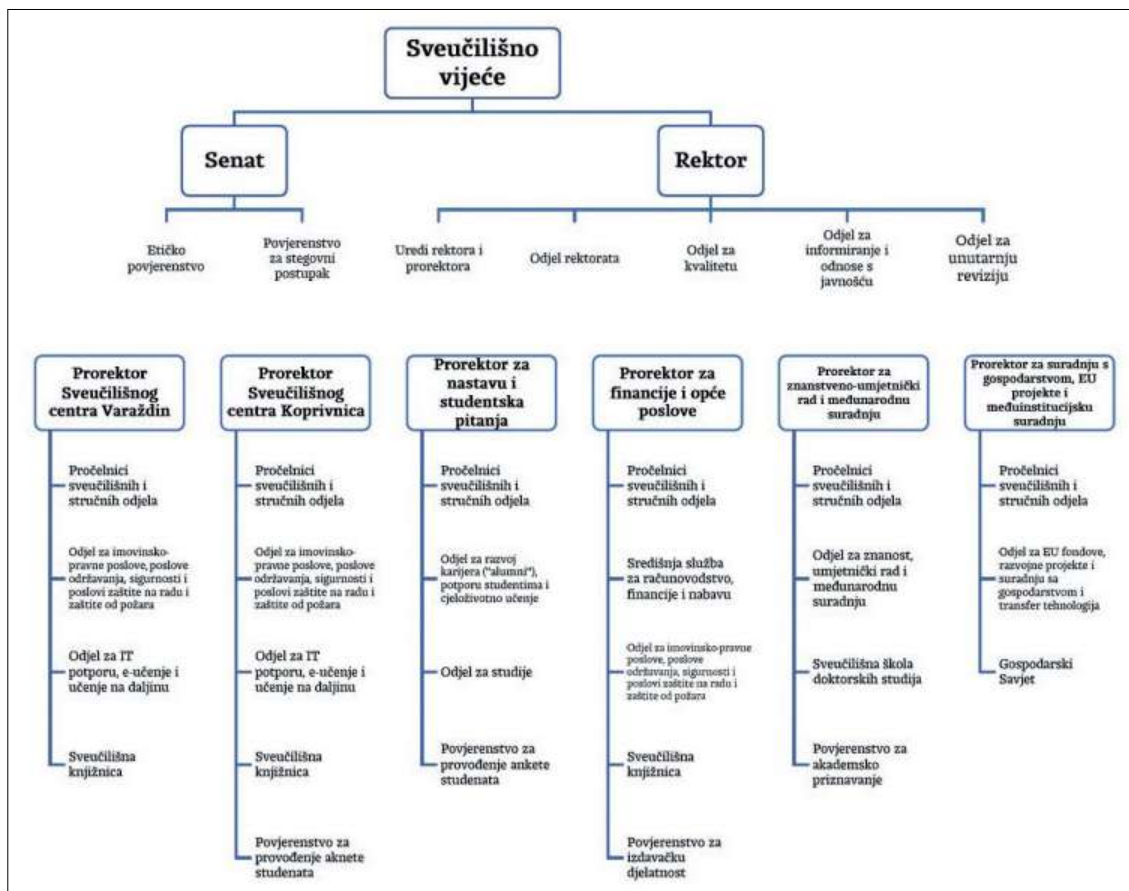 Sveučilišno
vijeće
Senat
Rektor
Etičko
povjerenstvo
Povjerenstvo
za stegovni
postupak
Uredi rektora i
prorektora
Odjel rektorata
Odjel za
kvalitetu
Odjel za
informiranje i
odnose s
javnošću
Odjel za
unutarnju
reviziju
Prorektor
Sveučilišnog
centra Varaždin
Pročelnici
sveučilišnih i
stručnih odjela
Odjel za imovinsko-
pravne poslove, poslove
održavanja, sigurnosti i
poslovi zaštite na radu i
zaštite od požara
Odjel za IT
potporu, e-učenje i
učenje na daljinu
Sveučilišna
knjižnica
Prorektor
Sveučilišnog
centra Koprivnica
Pročelnici
sveučilišnih i
stručnih odjela
Odjel za imovinsko-
pravne poslove, poslove
održavanja, sigurnosti i
poslovi zaštite na radu i
zaštite od požara
Odjel za IT
potporu, e-učenje i
učenje na daljinu
Sveučilišna
knjižnica
Povjerenstvo za
provođenje aknete
studenata
Prorektor za
nastavu i
studentska
pitanja
Pročelnici
sveučilišnih i
stručnih odjela
Odjel za razvoj
karijera ("alumni"),
potporu studentima i
cjeloživotno učenje
Odjel za studije
Povjerenstvo za
provođenje ankete
studenata
Prorektor za
financije i opće
poslove
Pročelnici
sveučilišnih i
stručnih odjela
Središnja služba
za računovodstvo,
financije i nabavu
Odjel za imovinsko-pravne
poslove, poslove
održavanja, sigurnosti i
poslovi zaštite na radu i
zaštite od požara
Sveučilišna
knjižnica
Povjerenstvo za
izdavačku
djelatnost
Prorektor za
znanstveno-umjetnički
rad i međunarodnu
suradnju
Pročelnici
sveučilišnih i
stručnih odjela
Odjel za znanost,
umjetnički rad i
međunarodnu
suradnju
Sveučilišna škola
doktorskih studija
Povjerenstvo za
akademsko
priznavanje
Prorektor za suradnju s
gospodarstvom, EU
projekte i
međuinstitucijsku
suradnju
Pročelnici
sveučilišnih i
stručnih odjela
Odjel za EU fondove,
razvojne projekte i
suradnju sa
gospodarstvom i
transfer tehnologija
Gospodarski
Savjet